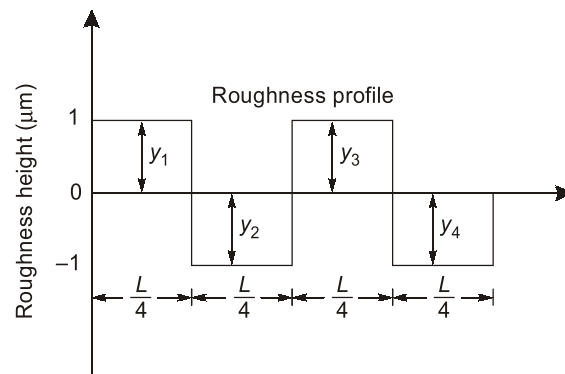 Roughness height (μm)
Roughness profile
1
0
–1
y1
y2
y3
y4
L
4
L
4
L
4
L
4